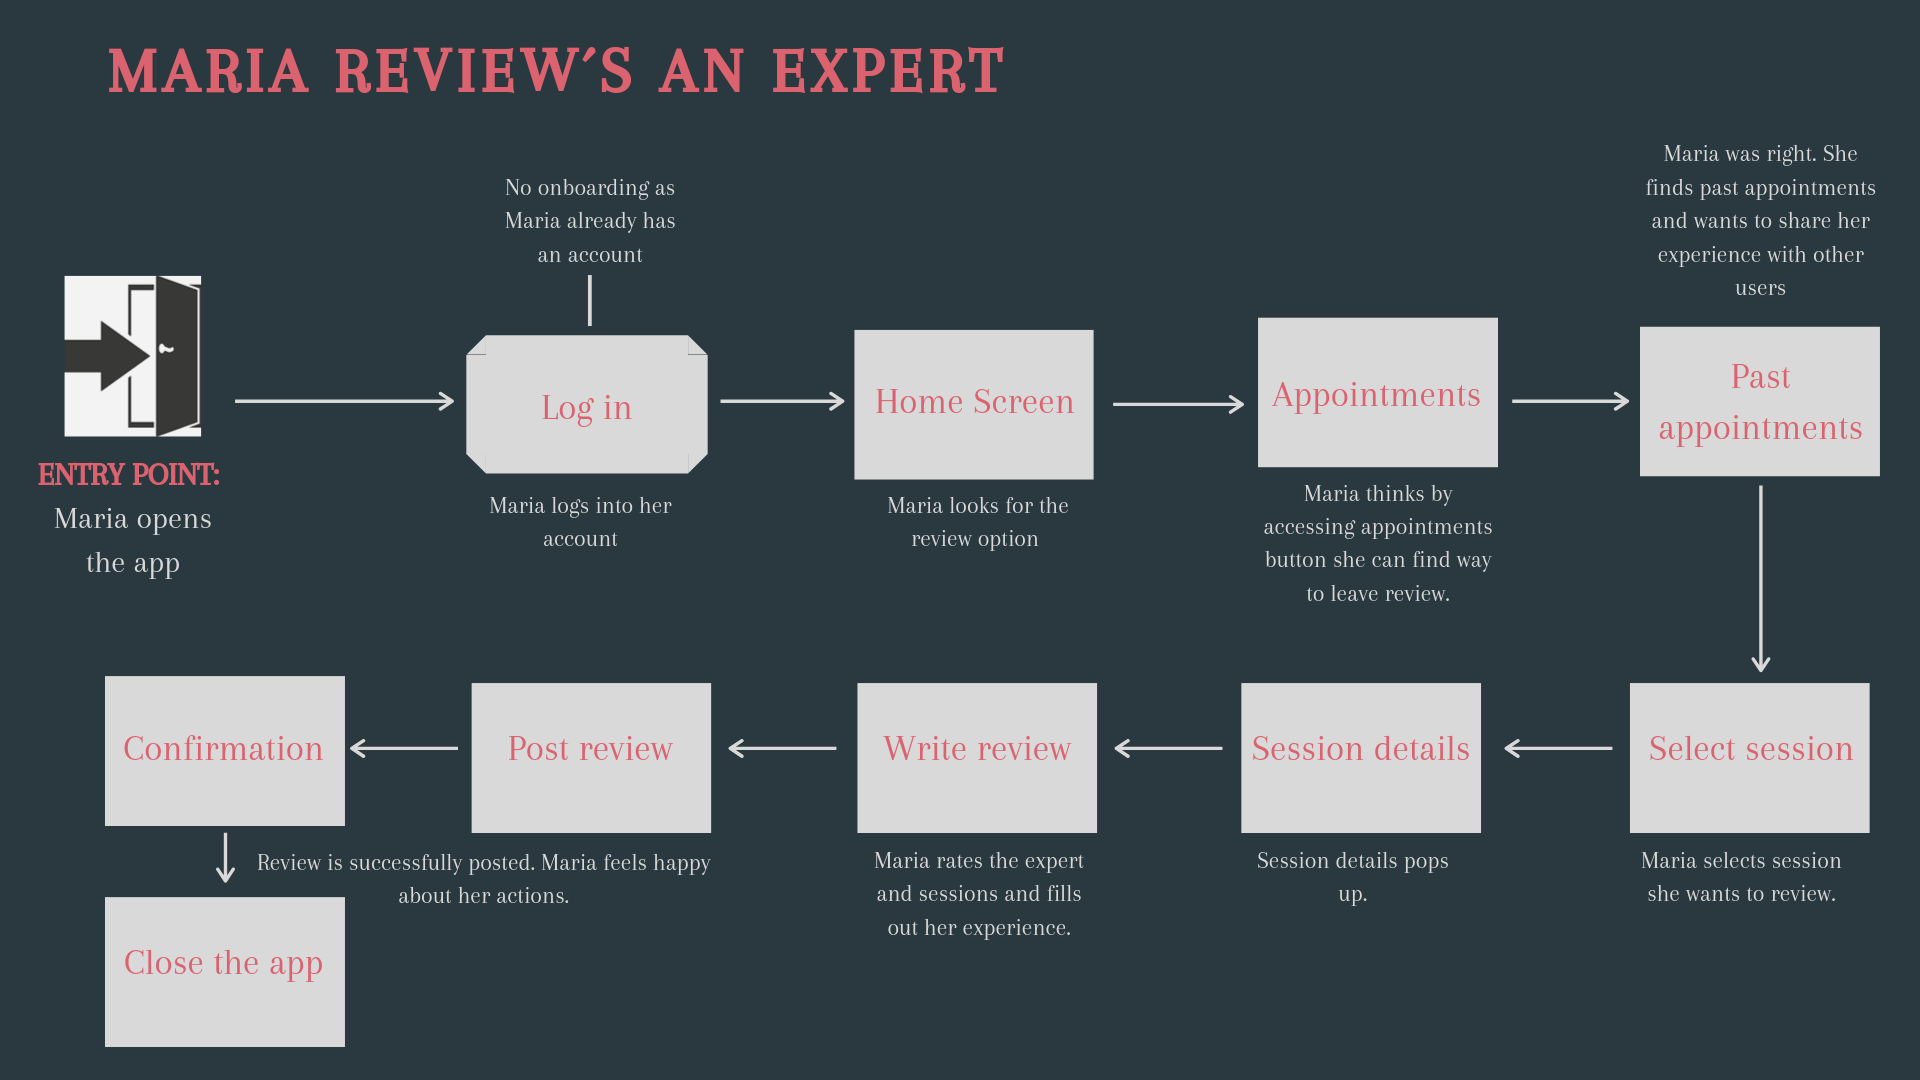 MARIA REVIEW'S AN EXPERT
No onboarding as
Maria already has
an account
Maria was right. She
finds past appointments
and wants to share her
experience with other
users
ENTRY POINT:
Maria opens
the app
Log in
Maria logs into her
account
Home Screen
Maria looks for the
review option
Appointments
Maria thinks by
accessing appointments
button she can find way
to leave review.
Past
appointments
Select session
Maria selects session
she wants to review.
Session details
Session details pops
up.
Write review
Maria rates the expert
and sessions and fills
out her experience.
Post review
Confirmation
Review is successfully posted. Maria feels happy
about her actions.
Close the app